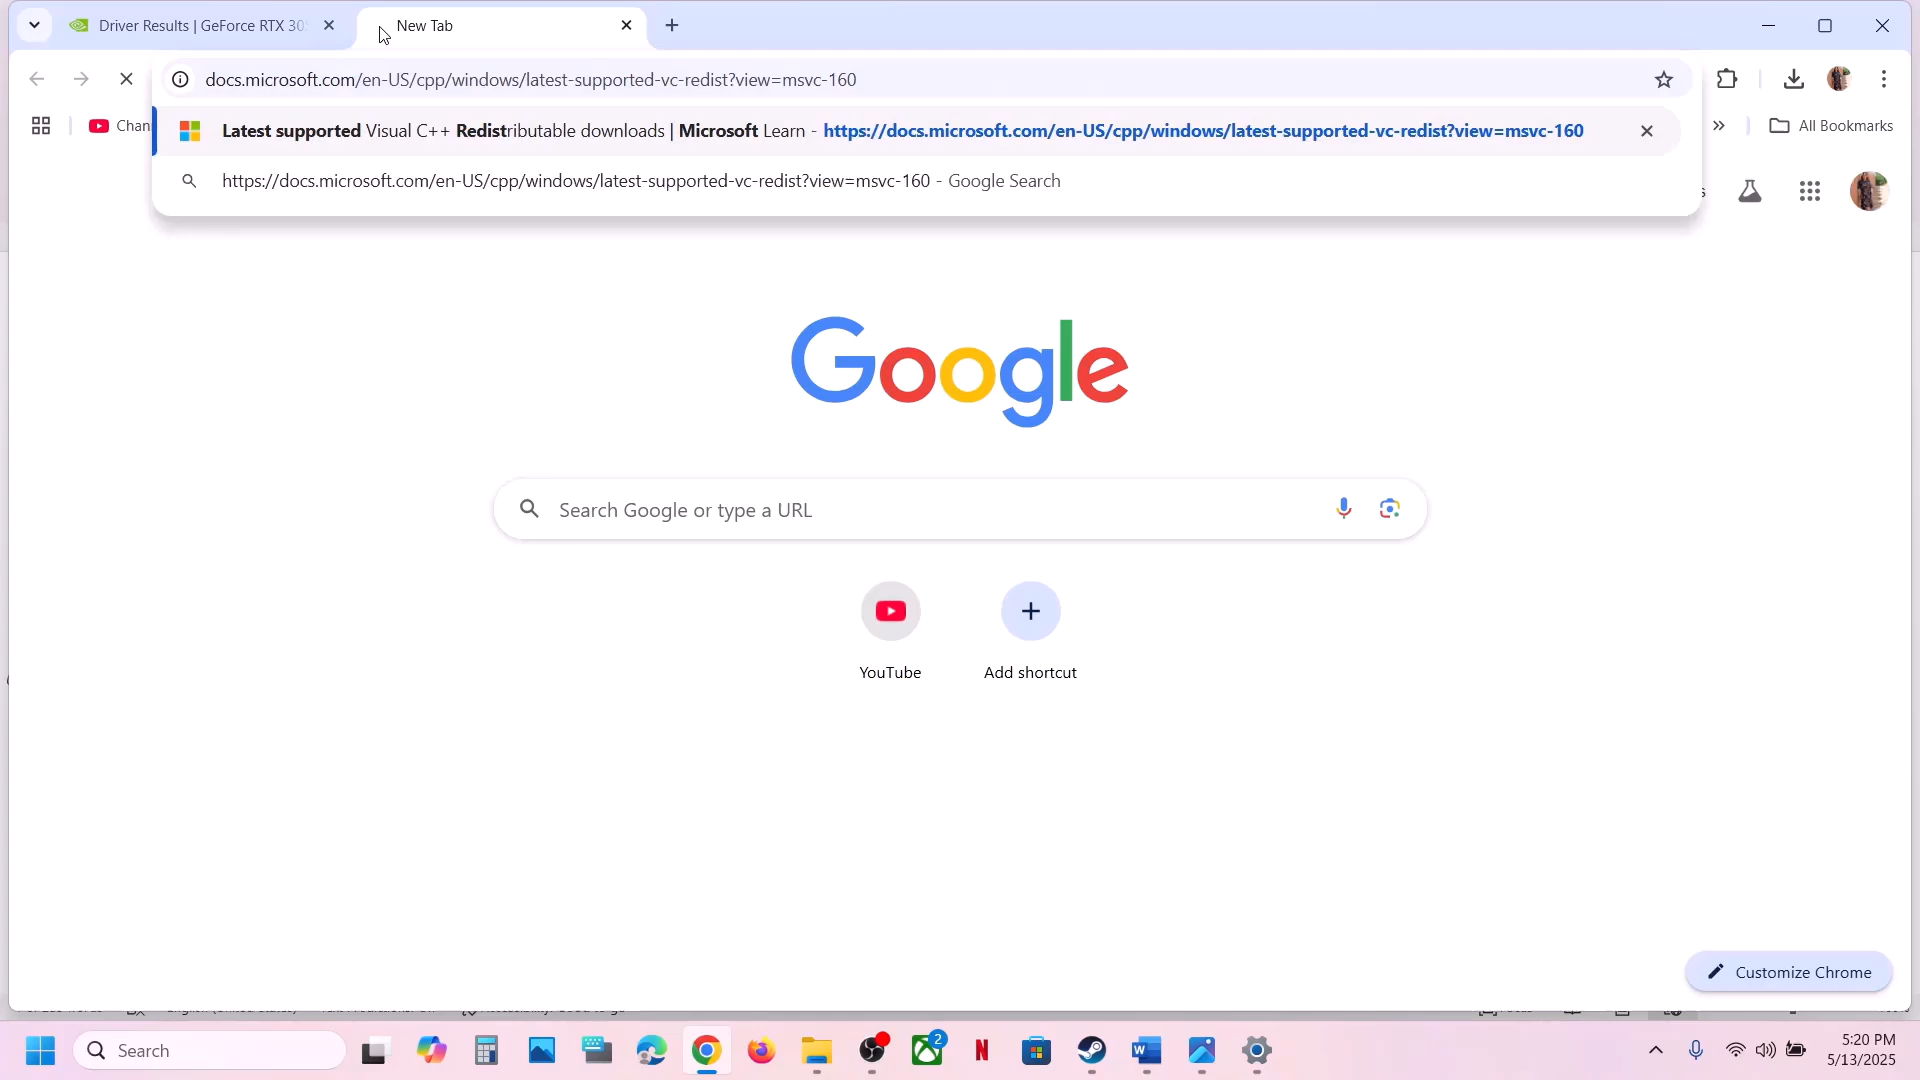 Driver Results | GeForce RTX 305
New Tab
docs.microsoft.com/en-US/cpp/windows/latest-supported-vc-redist?view=msvc-160
Chan
Latest supported Visual C++ Redistributable downloads | Microsoft Learn - https://docs.microsoft.com/en-US/cpp/windows/latest-supported-vc-redist?view=msvc-160
All Bookmarks
https://docs.microsoft.com/en-US/cpp/windows/latest-supported-vc-redist?view=msvc-160 - Google Search
Google
Search Google or type a URL
YouTube
Add shortcut
Customize Chrome
Search
2
5:20 PM
5/13/2025